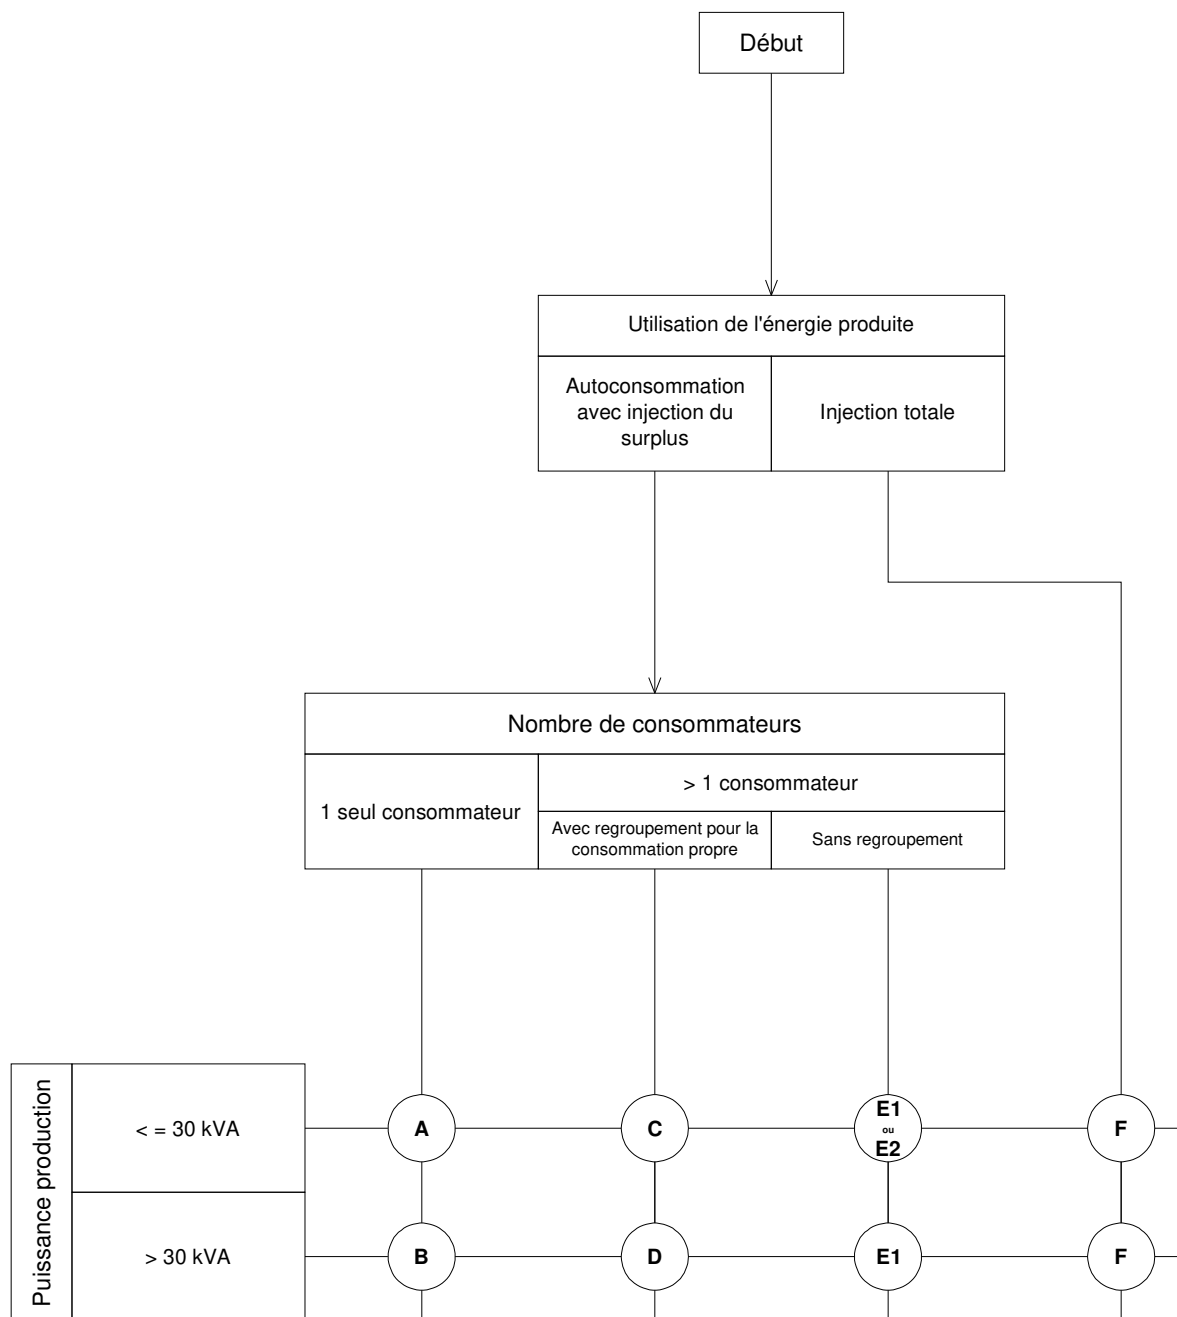 Début
Utilisation de l'énergie produite
Autoconsommation
avec injection du
surplus
Injection totale
Nombre de consommateurs
1 seul consommateur
> 1 consommateur
Avec regroupement pour la
consommation propre
Sans regroupement
Puissance production
< = 30 kVA
A
C
E1
ou
E2
F
> 30 kVA
B
D
E1
F